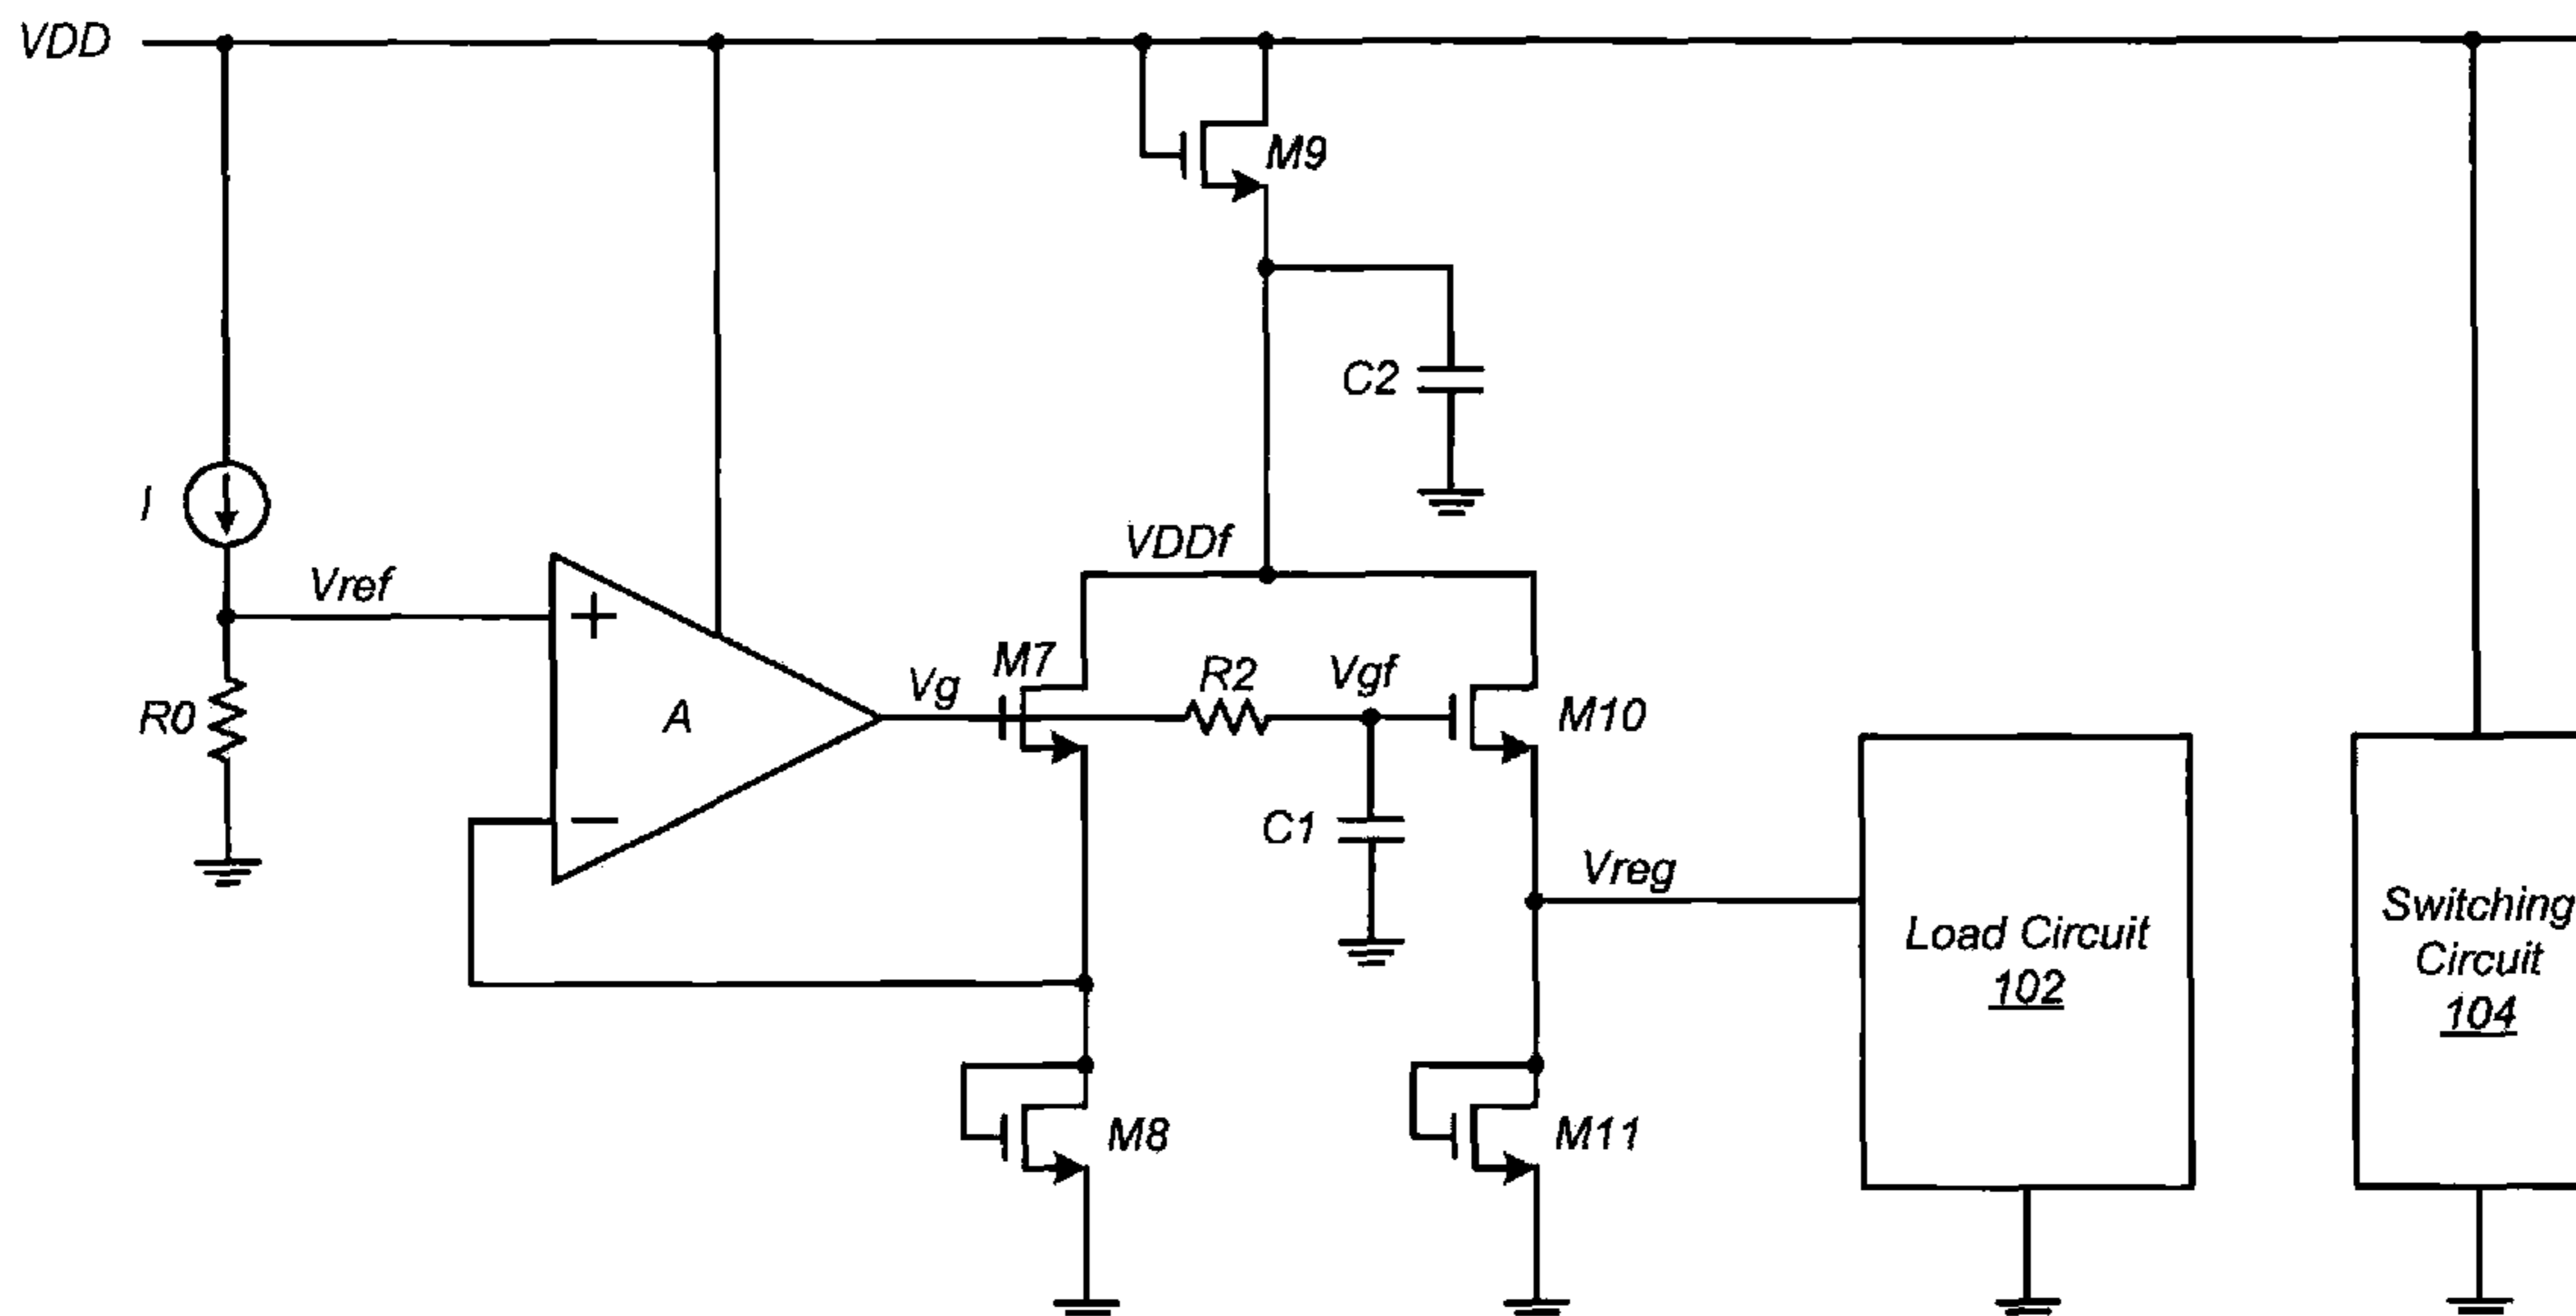 VDD
M9
C2
I
VDDf
Vref
+
M7
R2
Vgf
Vg
R0
A
M10
C1
−
Vreg
Load Circuit
102
Switching
Circuit
104
M8
M11